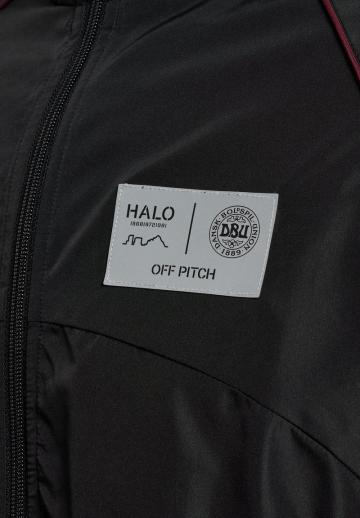 HALO
DANSK BOLDSPIL-UNION
DBU
1889
OFF PITCH